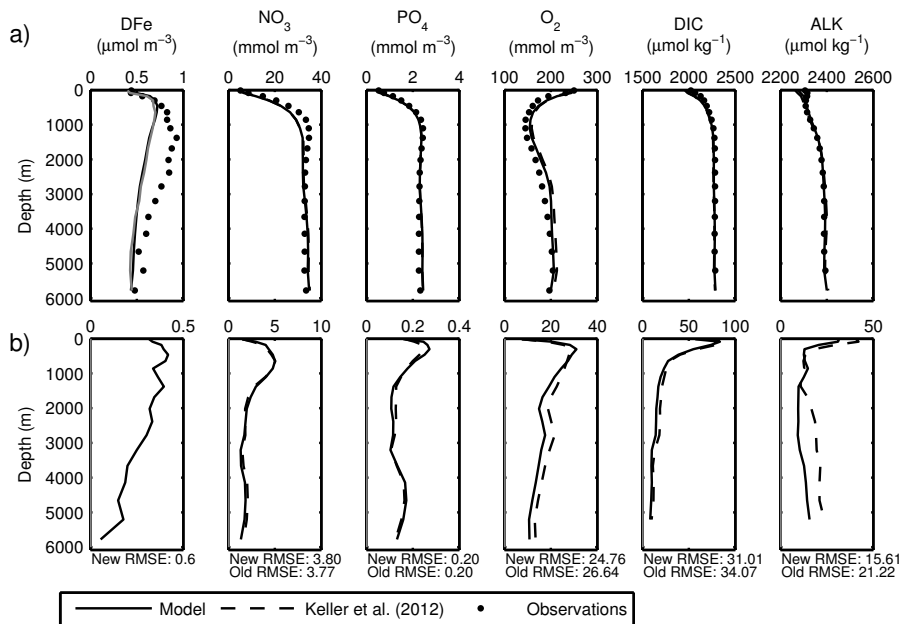 a)
DFe
(μmol m−3)
NO3
(mmol m−3)
PO4
(mmol m−3)
O2
(mmol m−3)
DIC
(μmol kg−1)
ALK
(μmol kg−1)
0 0.5 1
0 20 40
0 2 4
100 200 300
1500 2000 2500
2200 2400 2600
0
1000
2000
3000
4000
5000
6000
Depth (m)
b)
0 0.5
0 5 10
0 0.2 0.4
0 20 40
0 50 100
0 50
0
1000
2000
3000
4000
5000
6000
Depth (m)
New RMSE: 0.6
New RMSE: 3.80
Old RMSE: 3.77
New RMSE: 0.20
Old RMSE: 0.20
New RMSE: 24.76
Old RMSE: 26.64
New RMSE: 31.01
Old RMSE: 34.07
New RMSE: 15.61
Old RMSE: 21.22
Model
Keller et al. (2012)
Observations